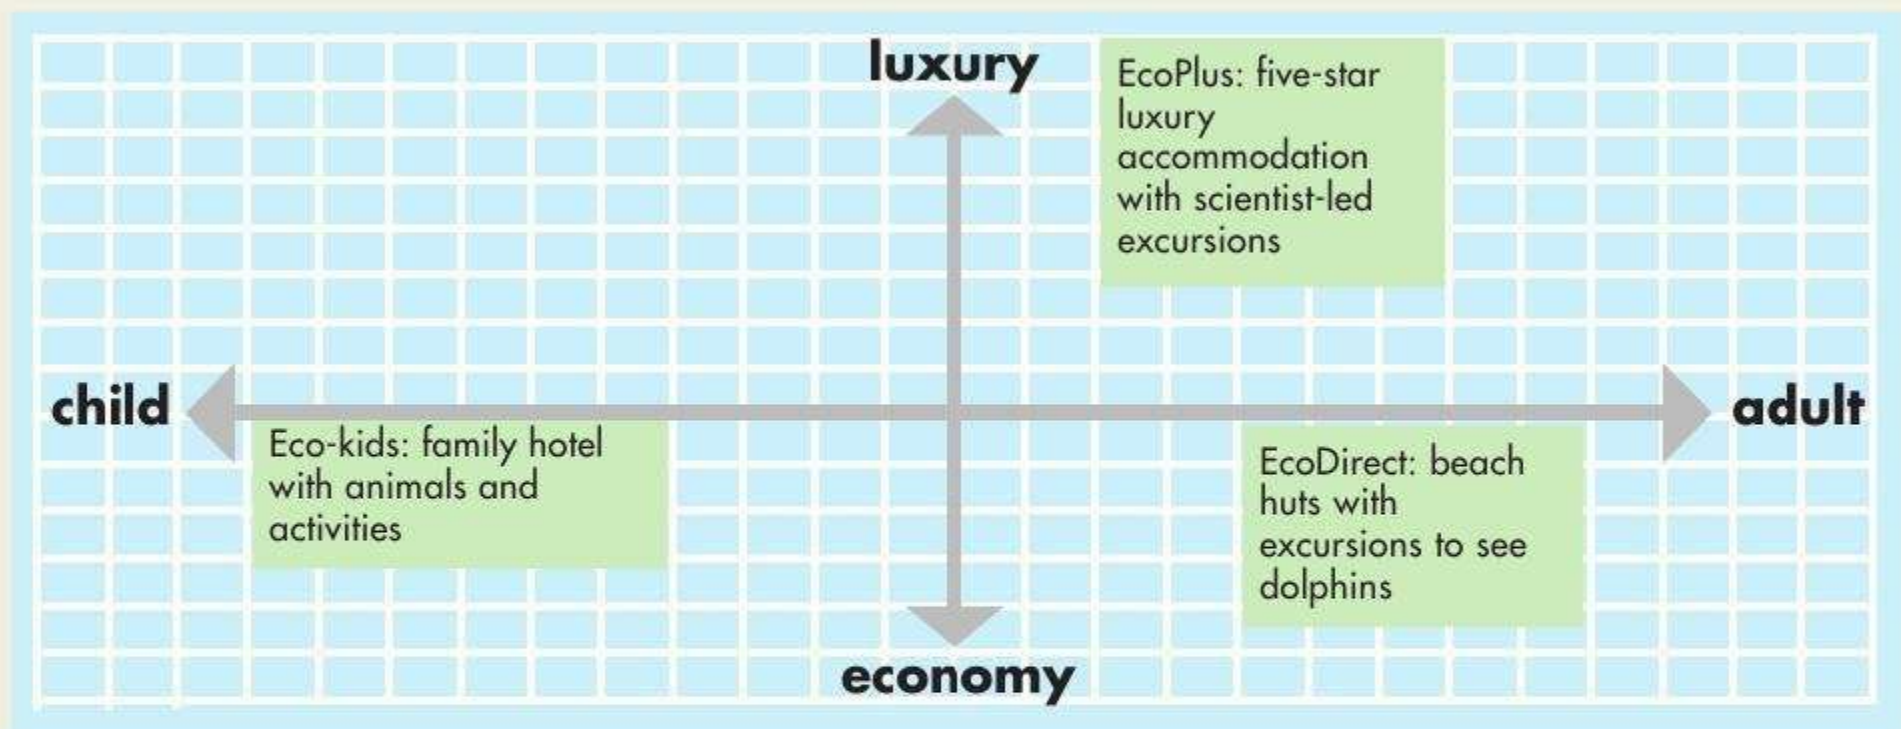 luxury
EcoPlus: five-star
luxury
accommodation
with scientist-led
excursions
child
adult
Eco-kids: family hotel
with animals and
activities
EcoDirect: beach
huts with
excursions to see
dolphins
economy